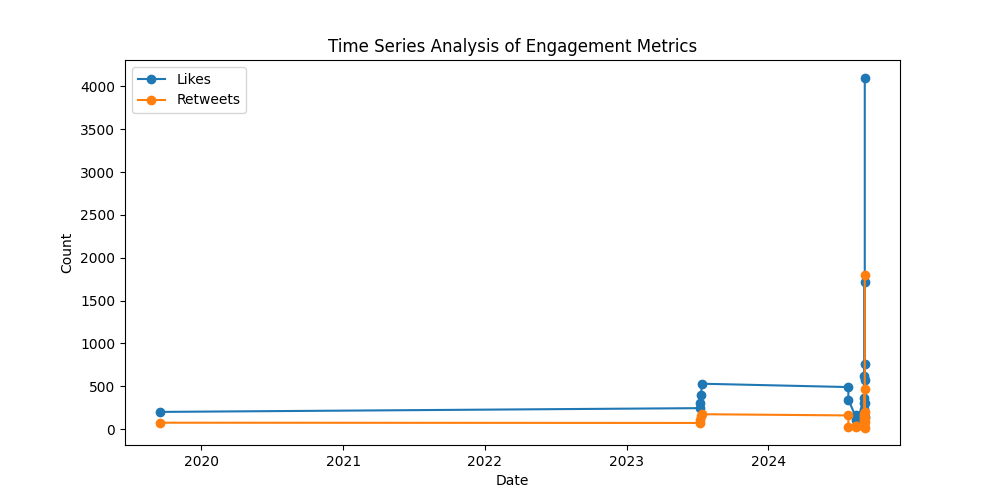 Time Series Analysis of Engagement Metrics
Likes
Retweets
4000
3500
3000
2500
2000
1500
1000
500
0
Count
2020 2021 2022 2023 2024
Date